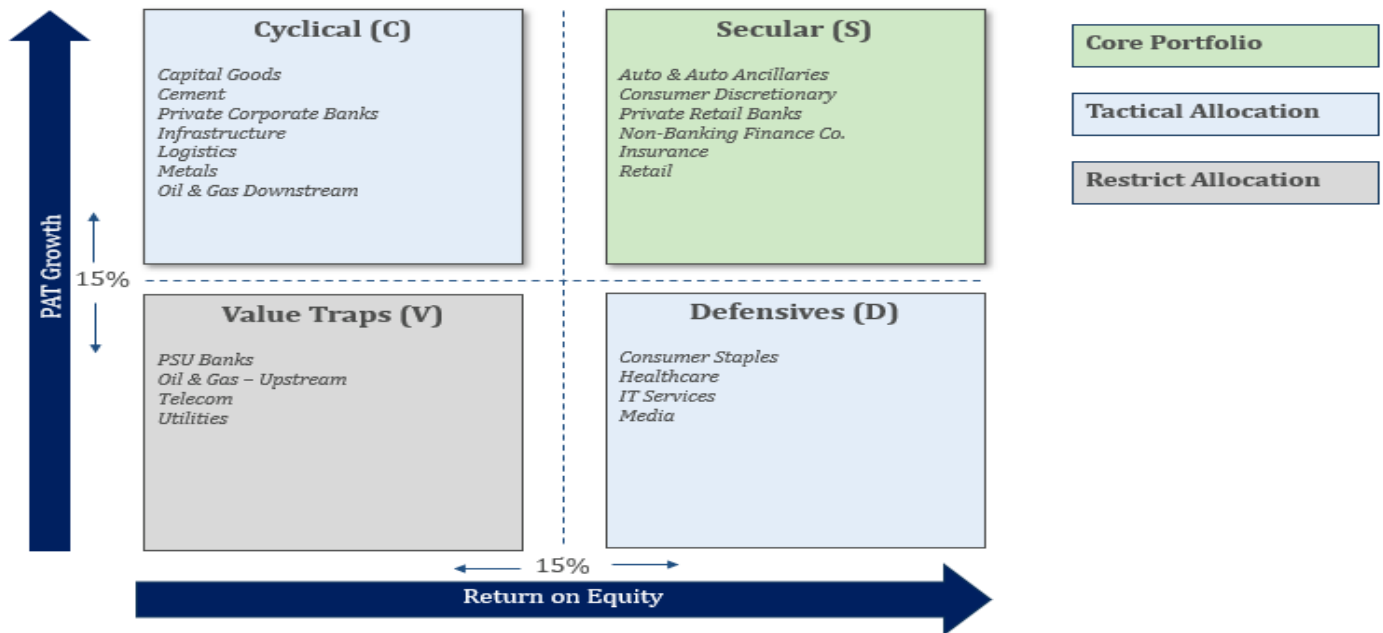 Cyclical (C)
Capital Goods
Cement
Private Corporate Banks
Infrastructure
Logistics
Metals
Oil & Gas Downstream
Secular (S)
Auto & Auto Ancillaries
Consumer Discretionary
Private Retail Banks
Non-Banking Finance Co.
Insurance
Retail
Core Portfolio
Tactical Allocation
Restrict Allocation
PAT Growth
15%
Value Traps (V)
PSU Banks
Oil & Gas – Upstream
Telecom
Utilities
Defensives (D)
Consumer Staples
Healthcare
IT Services
Media
15%
Return on Equity